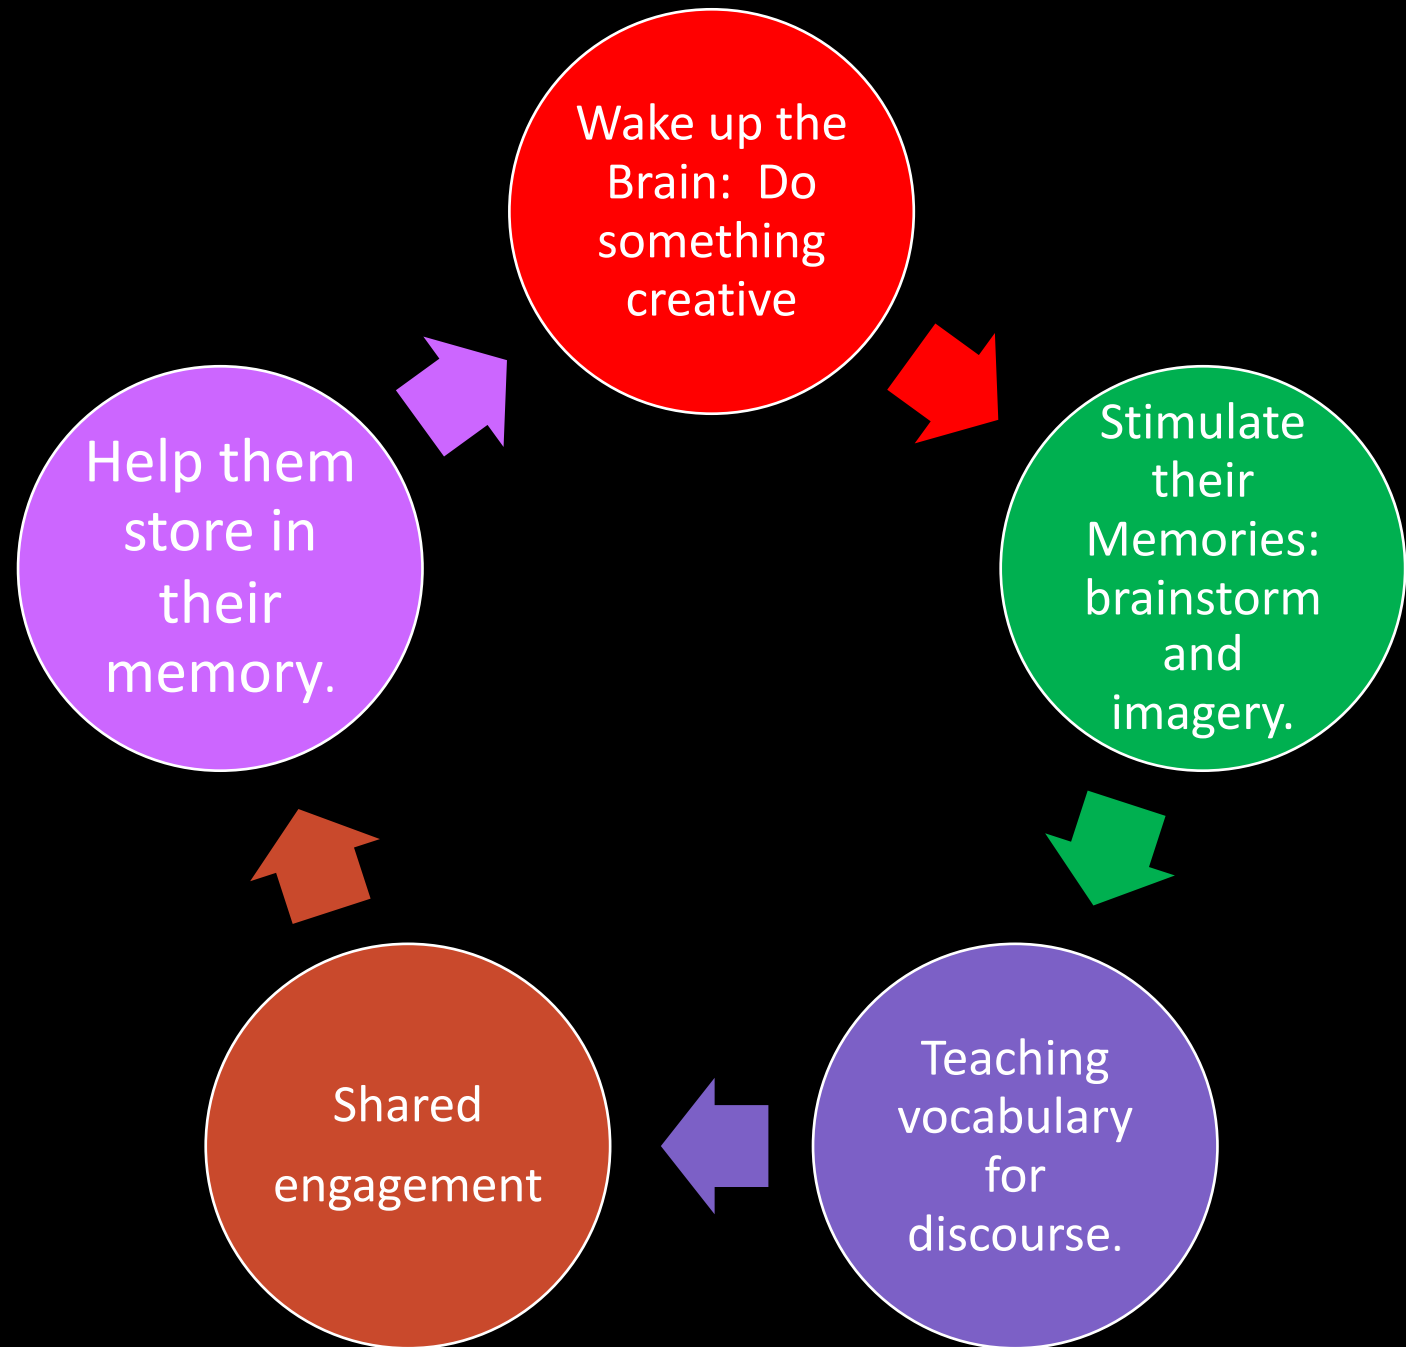 Wake up the
Brain:  Do
something
creative
Stimulate
their
Memories:
brainstorm
and
imagery.
Teaching
vocabulary
for
discourse.
Shared
engagement
Help them
store in
their
memory.